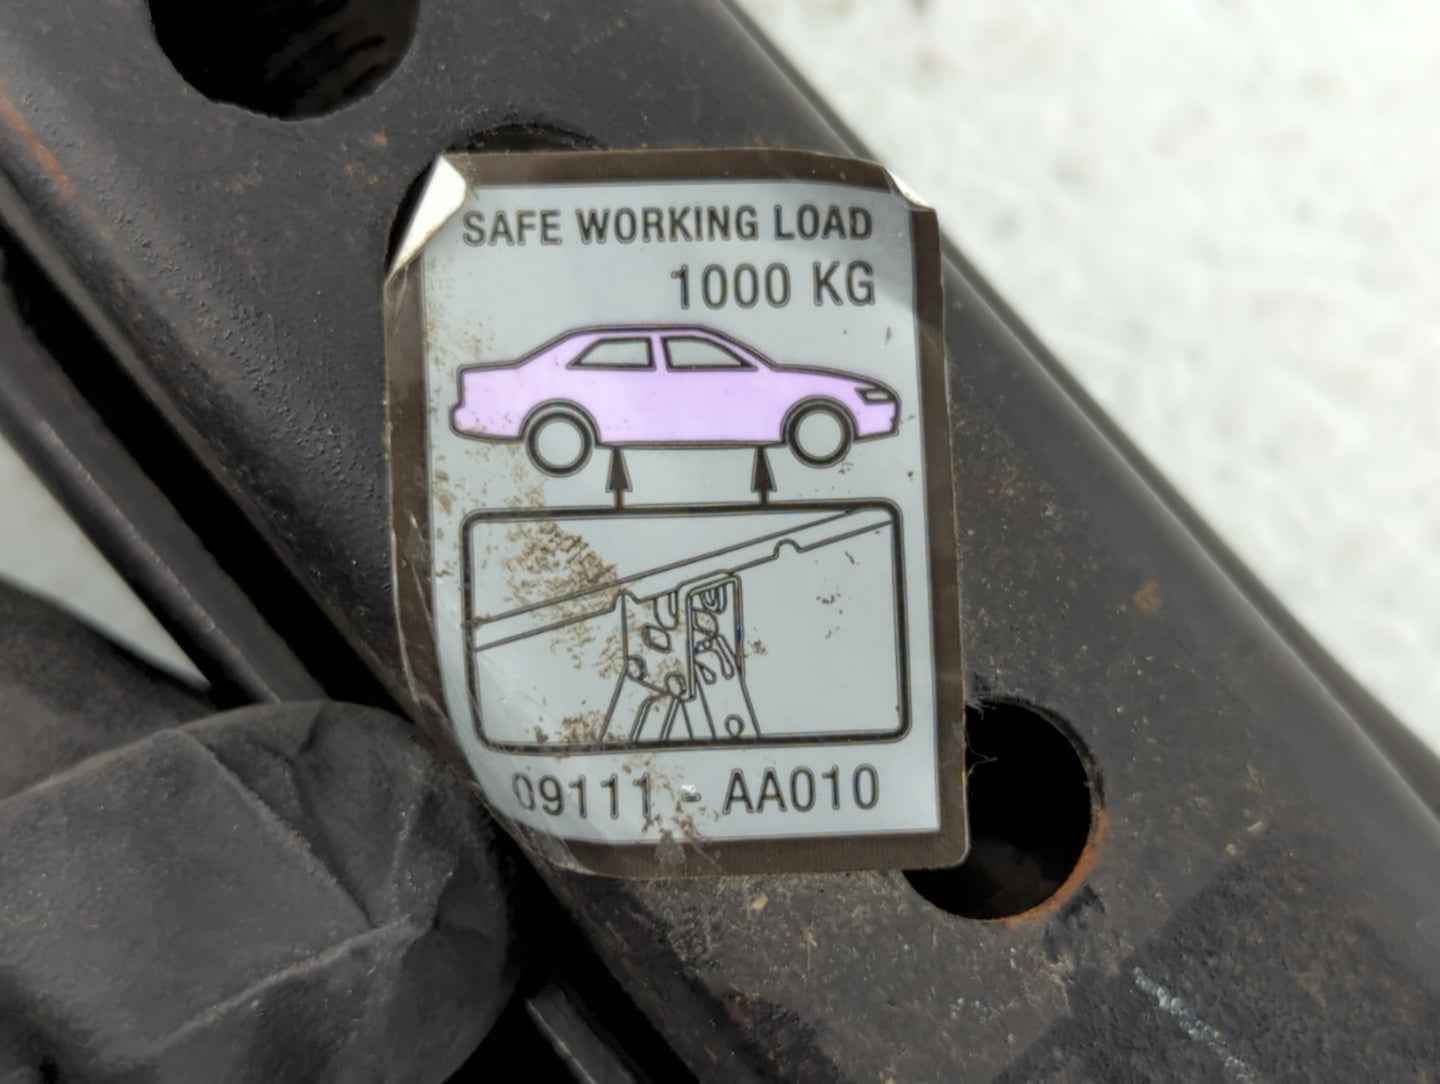 SAFE WORKING LOAD
1000 KG
09111 - AA010